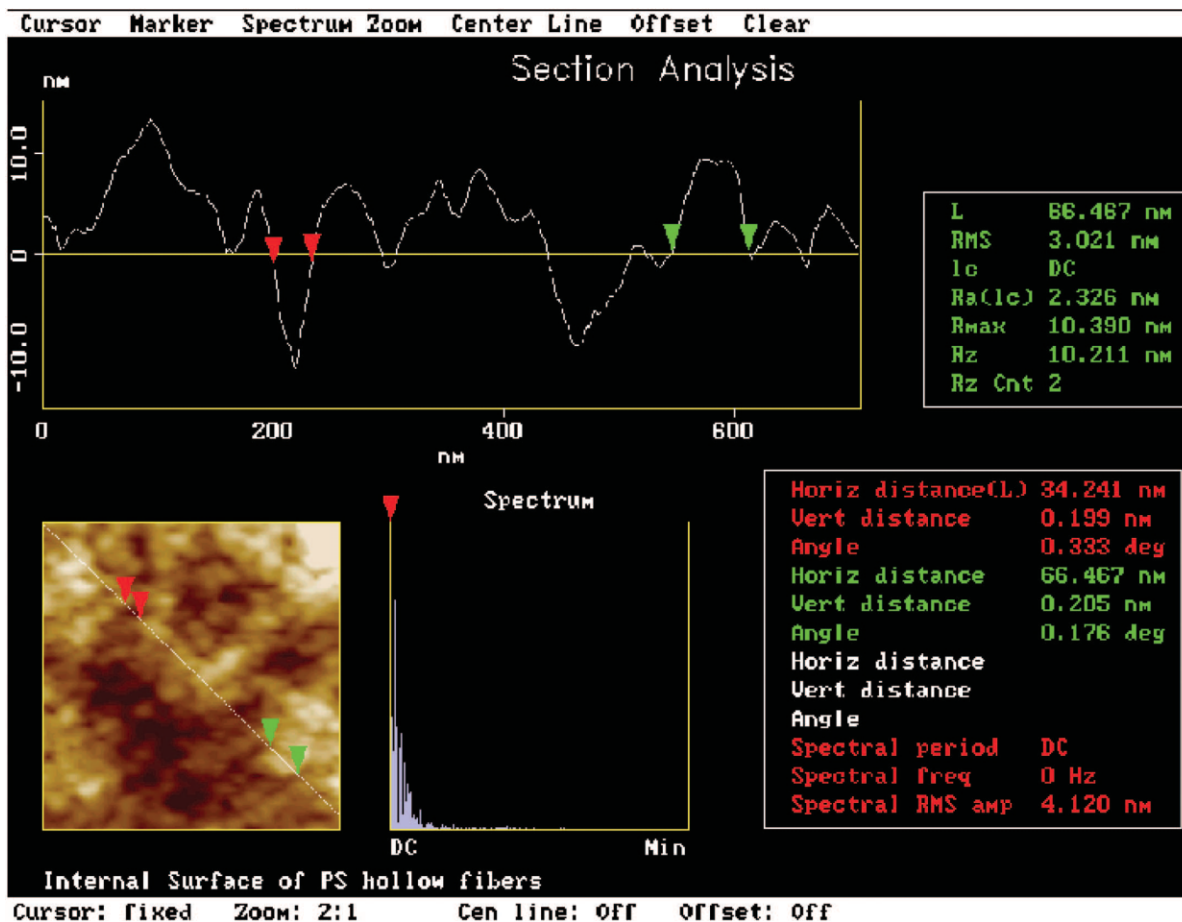 Cursor Marker Spectrum Zoom Center Line Offset Clear
Section Analysis
nm
10.0
0
-10.0
0 200 400 600
nm
L 66.467 nm
RMS 3.021 nm
lc DC
Ra(lc) 2.326 nm
Rmax 10.390 nm
Rz 10.211 nm
Rz Cnt 2
Spectrum
DC Min
Horiz distance(L) 34.241 nm
Vert distance 0.199 nm
Angle 0.333 deg
Horiz distance 66.467 nm
Vert distance 0.205 nm
Angle 0.176 deg
Horiz distance
Vert distance
Angle
Spectral period DC
Spectral freq 0 Hz
Spectral RMS amp 4.120 nm
Internal Surface of PS hollow fibers
Cursor: fixed Zoom: 2:1 Cen line: Off Offset: Off